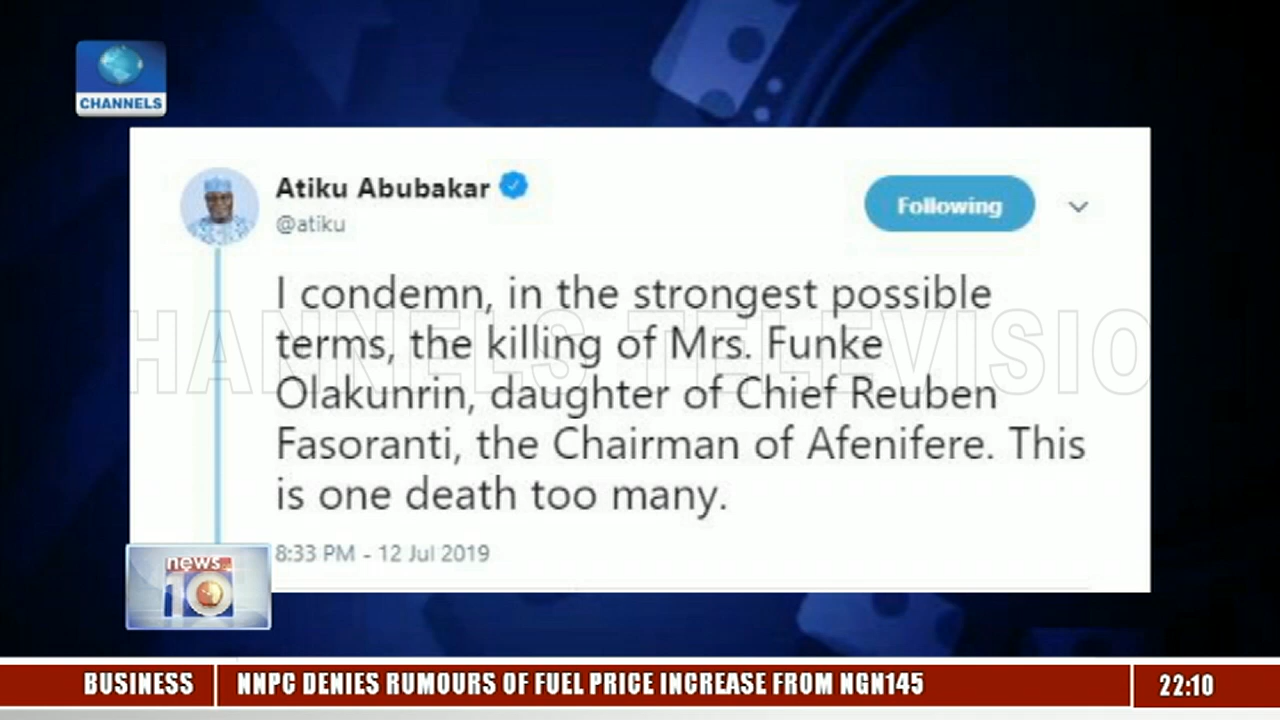 CHANNELS
Atiku Abubakar
@atiku
Following
I condemn, in the strongest possible
terms, the killing of Mrs. Funke
Olakunrin, daughter of Chief Reuben
Fasoranti, the Chairman of Afenifere. This
is one death too many.
8:33 PM - 12 Jul 2019
HANNELS TELEVISIO
news
10
BUSINESS
NNPC DENIES RUMOURS OF FUEL PRICE INCREASE FROM NGN145
22:10